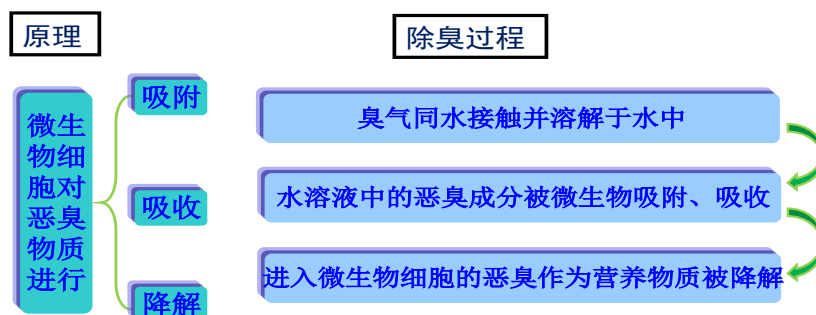 原理
除臭过程
微生
物细
胞对
恶臭
物质
进行
吸附
吸收
降解
臭气同水接触并溶解于水中
水溶液中的恶臭成分被微生物吸附、吸收
进入微生物细胞的恶臭作为营养物质被降解